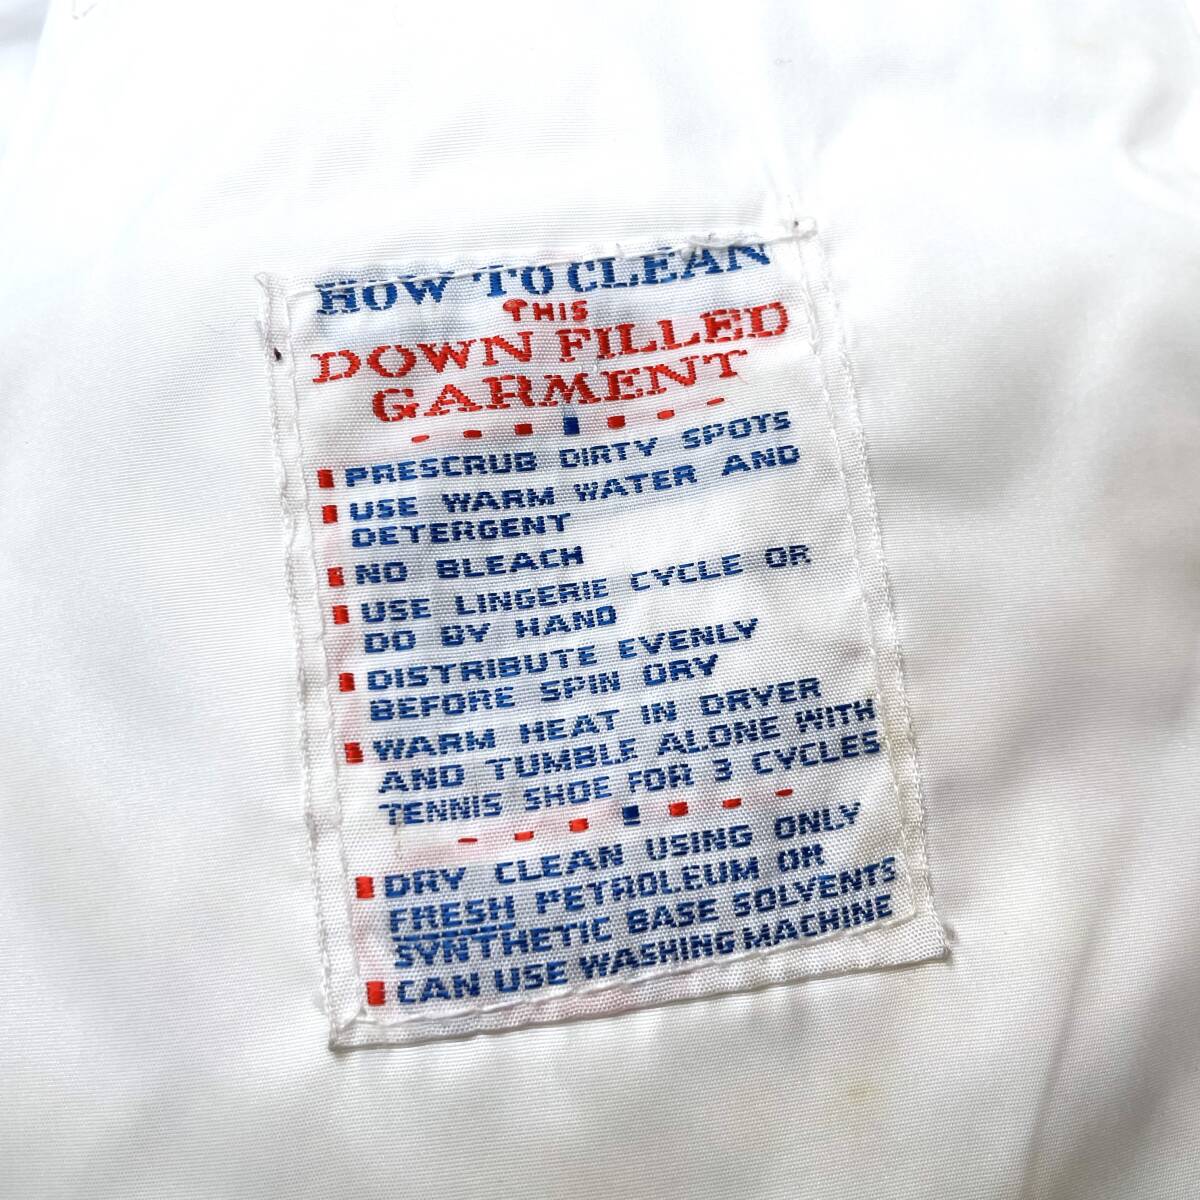 HOW TO CLEAN
THIS
DOWN FILLED
GARMENT
PRESCRUB DIRTY SPOTS
USE WARM WATER AND
DETERGENT
NO BLEACH
USE LINGERIE CYCLE OR
DO BY HAND
DISTRIBUTE EVENLY
BEFORE SPIN DRY
WARM HEAT IN DRYER
AND TUMBLE ALONE WITH
TENNIS SHOE FOR 3 CYCLES
DRY CLEAN USING ONLY
FRESH PETROLEUM OR
SYNTHETIC BASE SOLVENTS
CAN USE WASHING MACHINE